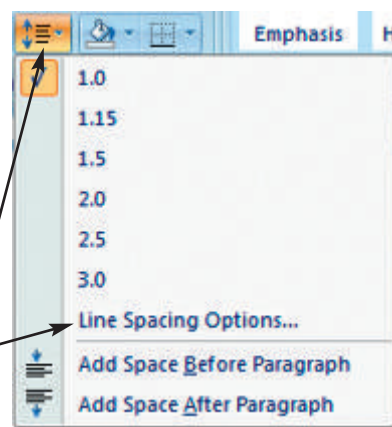 Emphasis H
1.0
1.15
1.5
2.0
2.5
3.0
Line Spacing Options...
Add Space Before Paragraph
Add Space After Paragraph